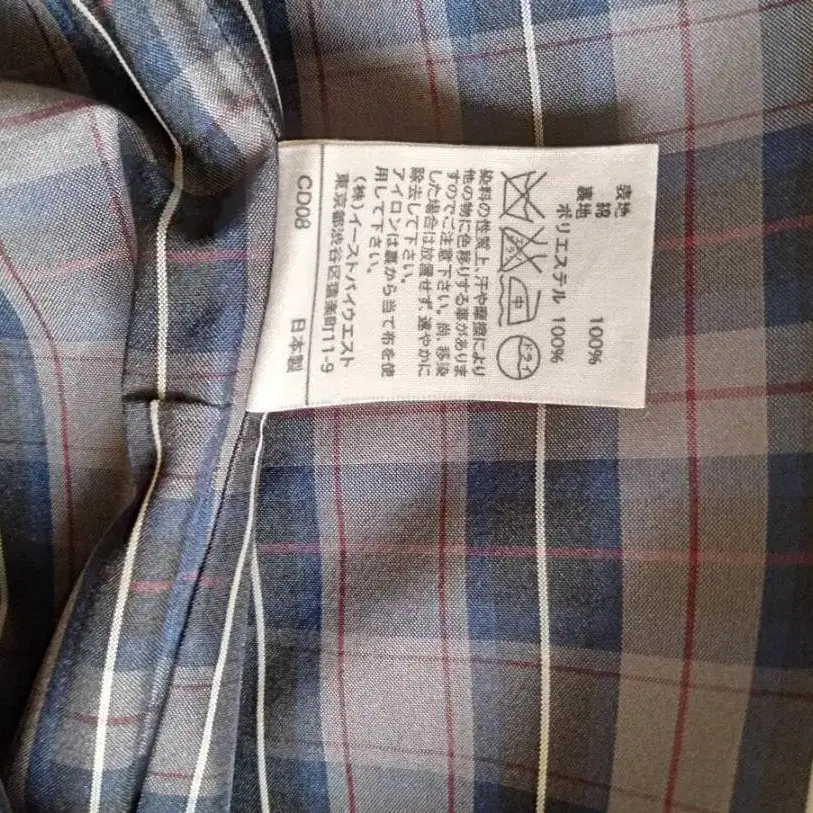 表地
綿 100%
裏地
ポリエステル 100%
中 ドライ
染料の性質上、汗や摩擦により
他の物に色移りする事がありま
すのでご注意下さい。尚、移染
した場合は放置せず、速やかに
除去して下さい。
アイロンは裏から当て布を使
用して下さい。
(株)イーストバイウエスト
東京都渋谷区猿楽町11-9
CD08 日本製